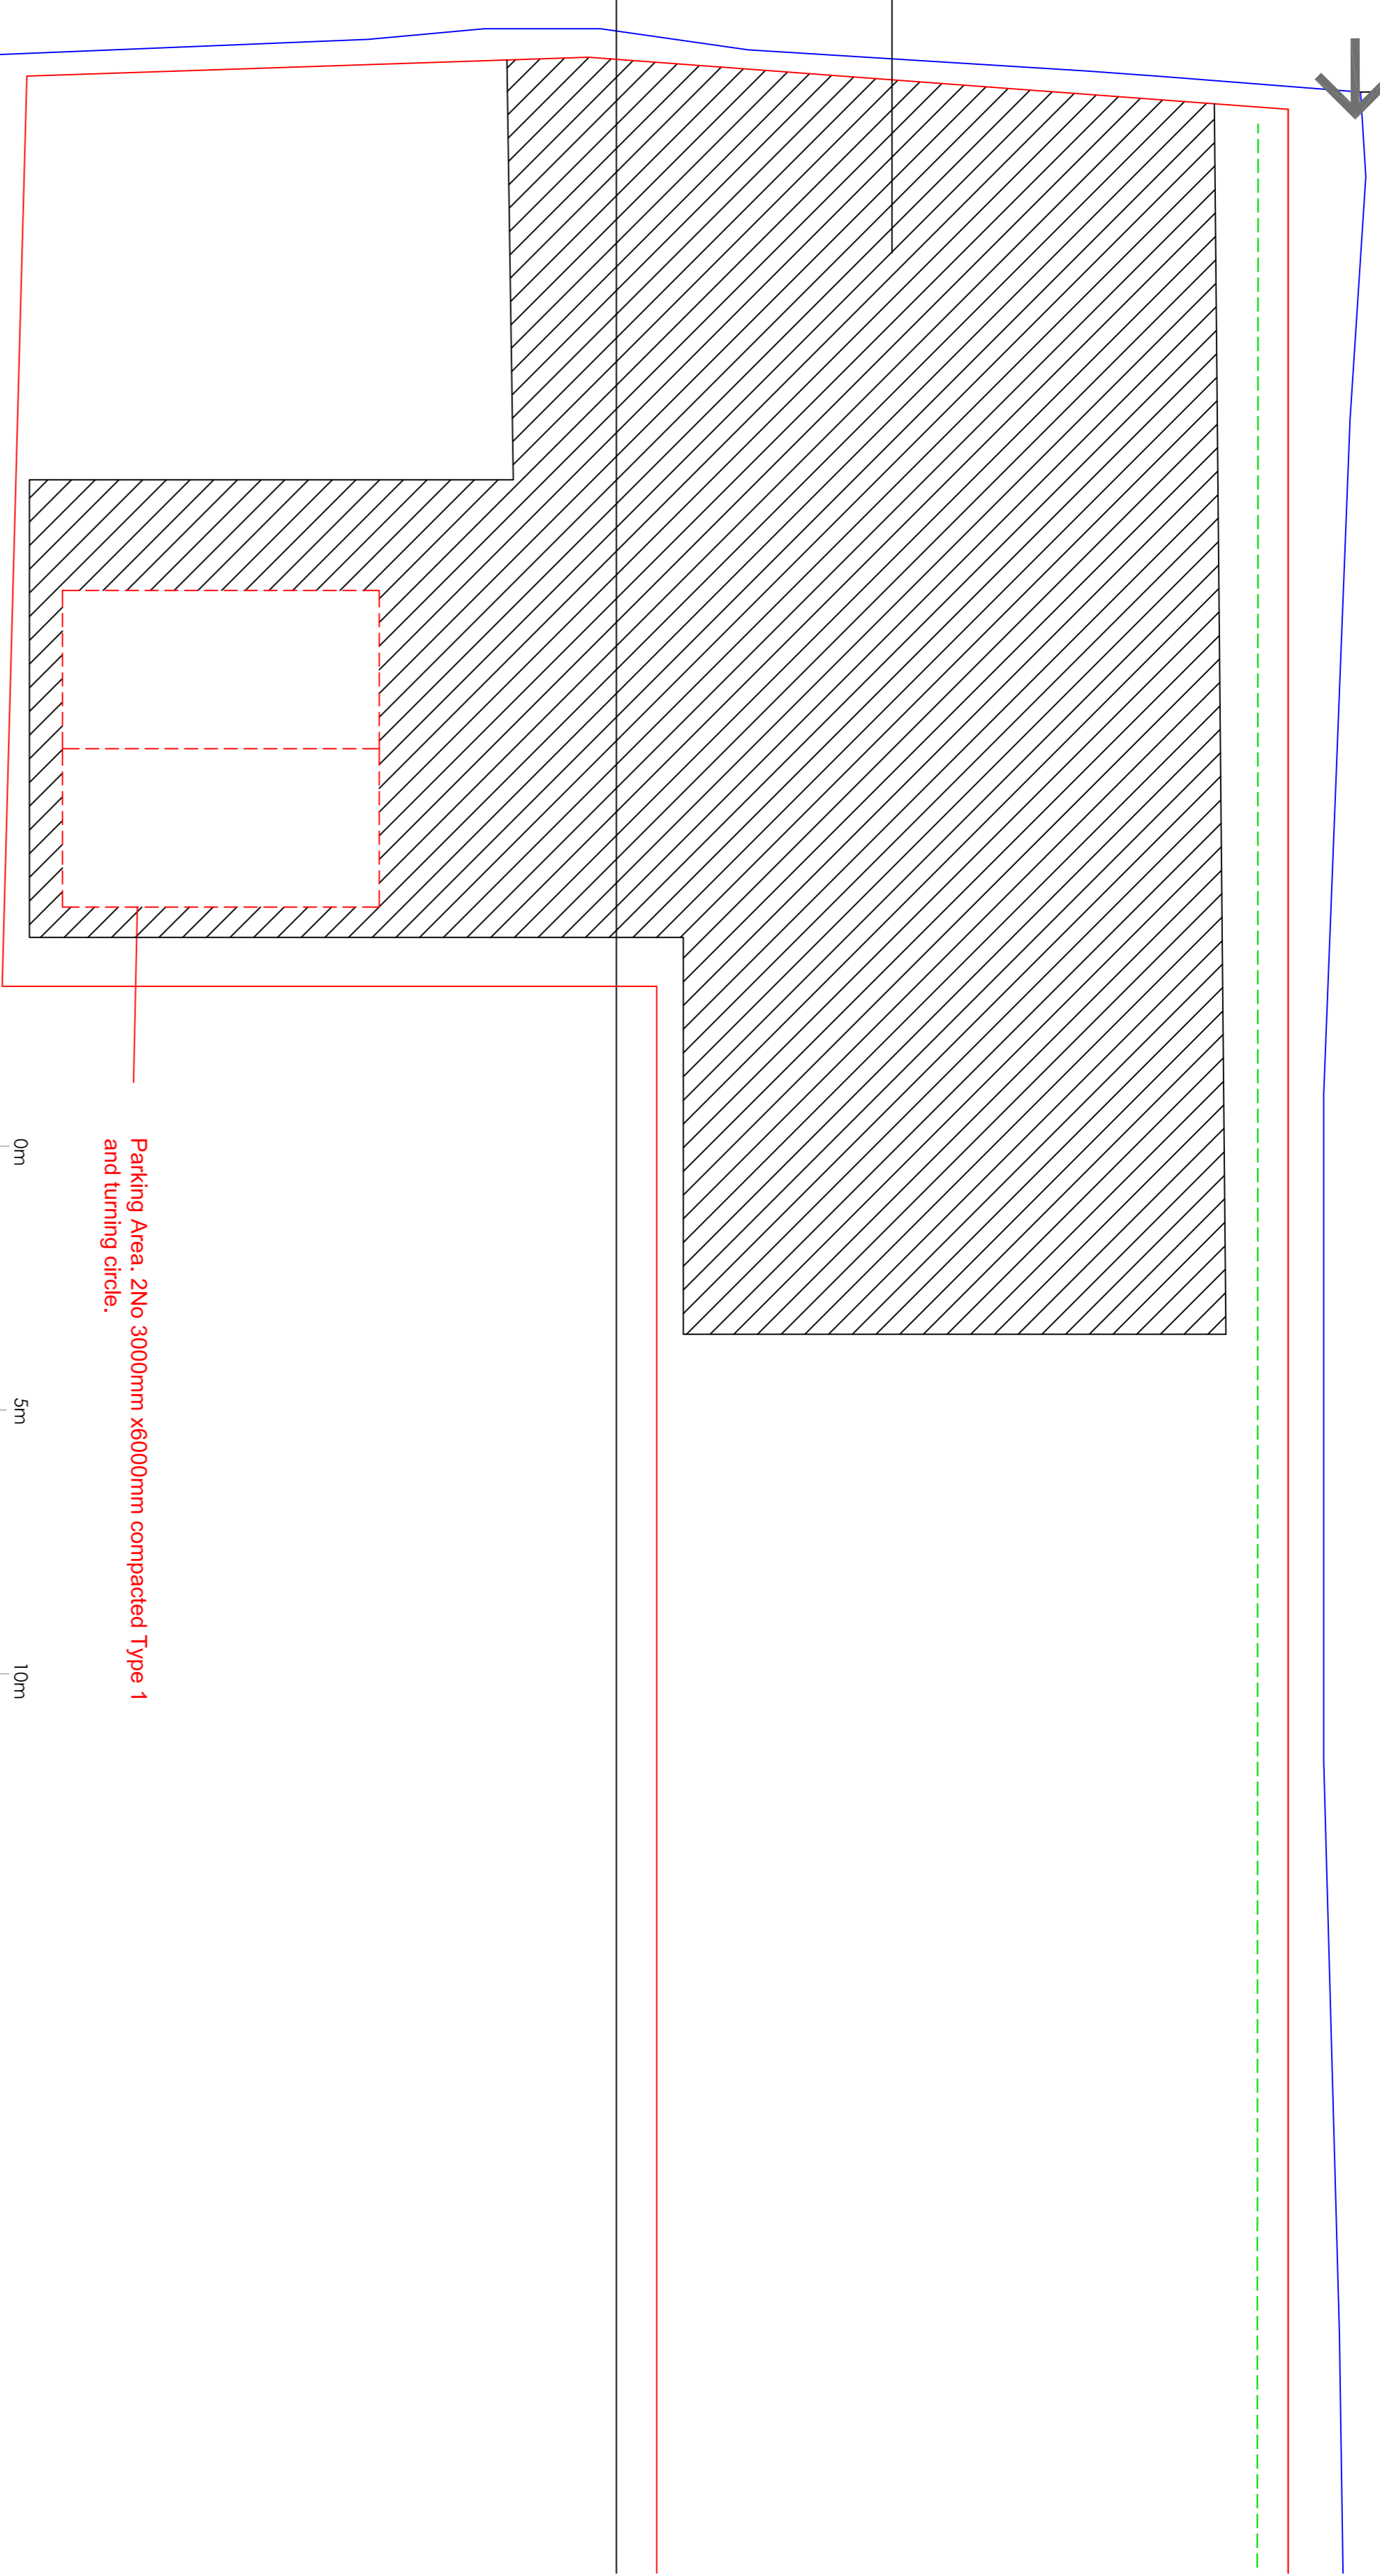 Parking Area. 2No 3000mm x6000mm compacted Type 1
and turning circle.
0m
5m
10m